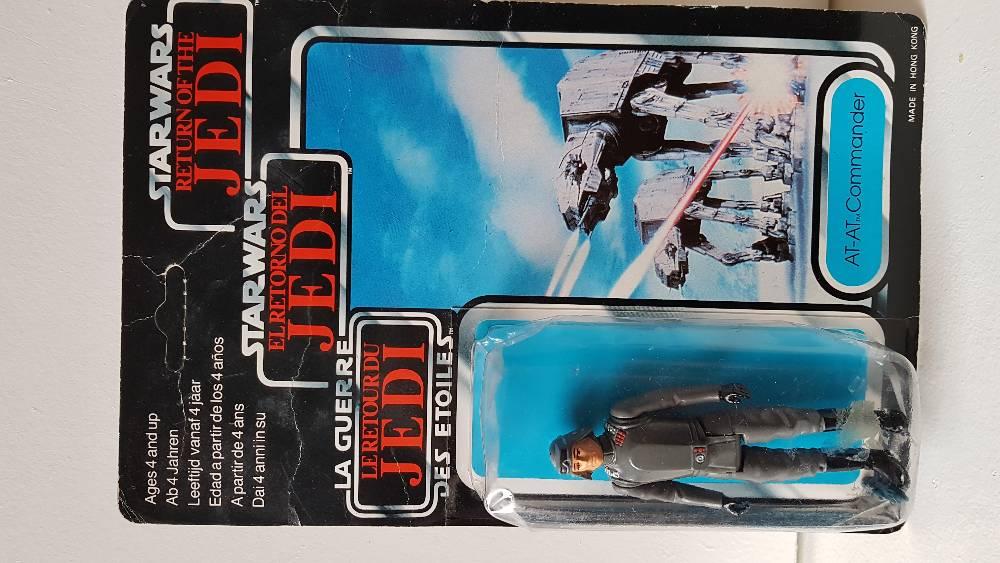 STAR WARS
RETURN OF THE
JEDI
STAR WARS
EL RETORNO DEL
JEDI
LA GUERRE
LE RETOUR DU
JEDI
DES ETOILES
Ages 4 and up
Ab 4 Jahren
Leeftijd vanaf 4 jaar
Edad a partir de los 4 años
A partir de 4 ans
Dai 4 anni in su
AT-AT™ Commander
MADE IN HONG KONG